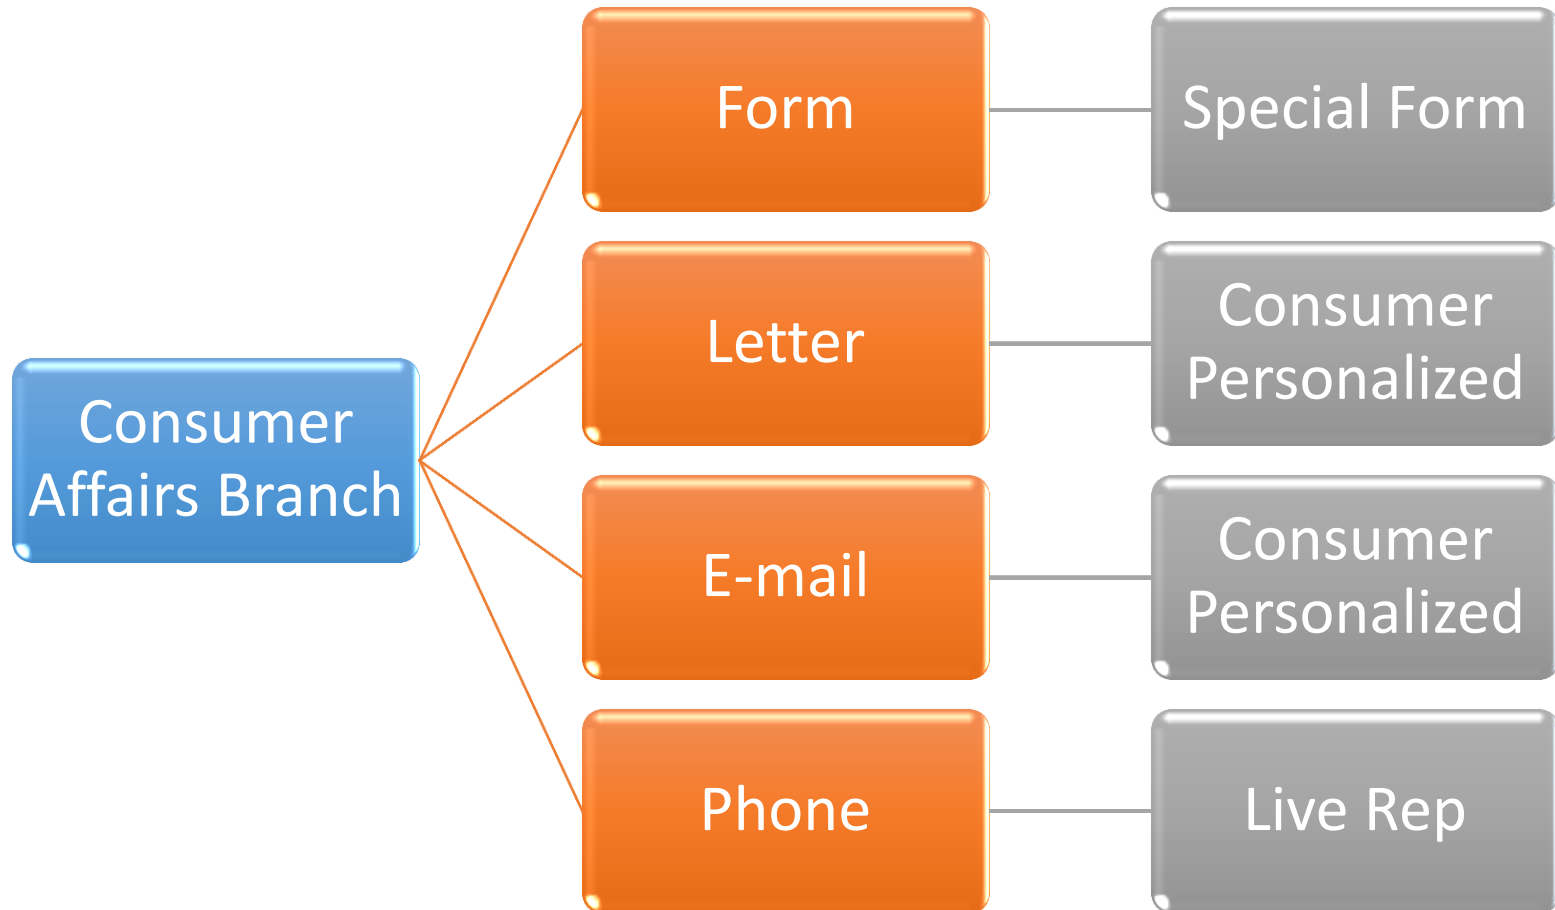 Form
Special Form
Letter
Consumer
Personalized
Consumer
Affairs Branch
E-mail
Consumer
Personalized
Phone
Live Rep